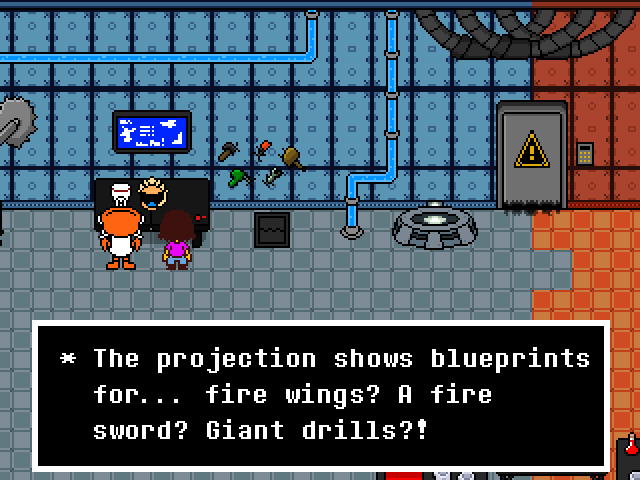 * The projection shows blueprints
for... fire wings? A fire
sword? Giant drills?!